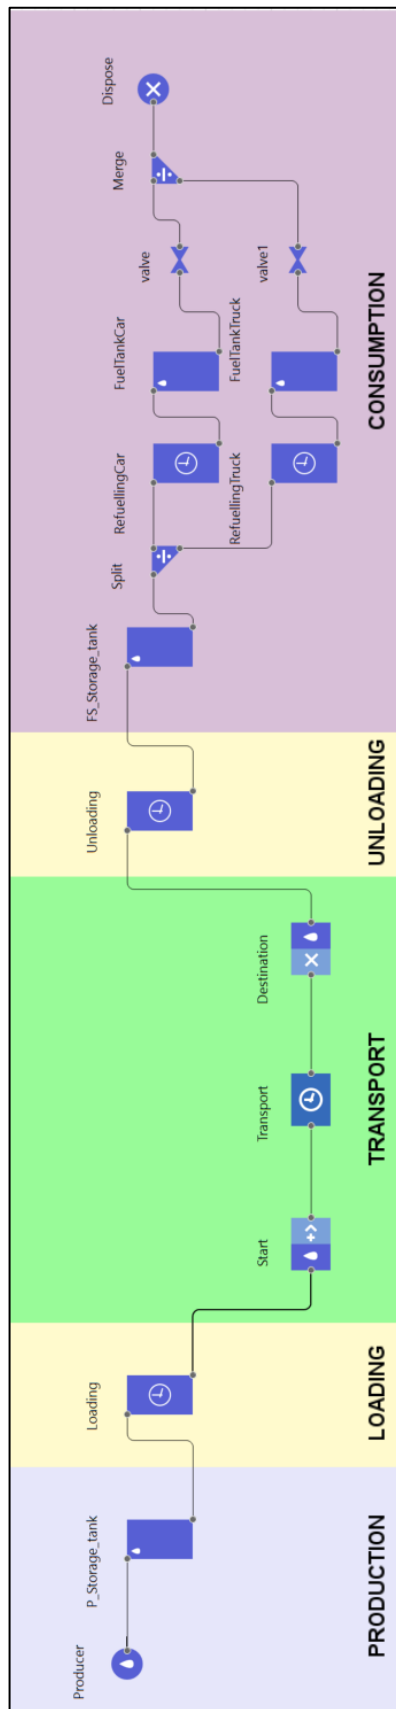 Producer
P_Storage_tank
PRODUCTION
Loading
LOADING
Start
Transport
Destination
TRANSPORT
Unloading
UNLOADING
FS_Storage_tank
Split
RefuellingCar
RefuellingTruck
FuelTankCar
FuelTankTruck
valve
valve1
Merge
Dispose
CONSUMPTION